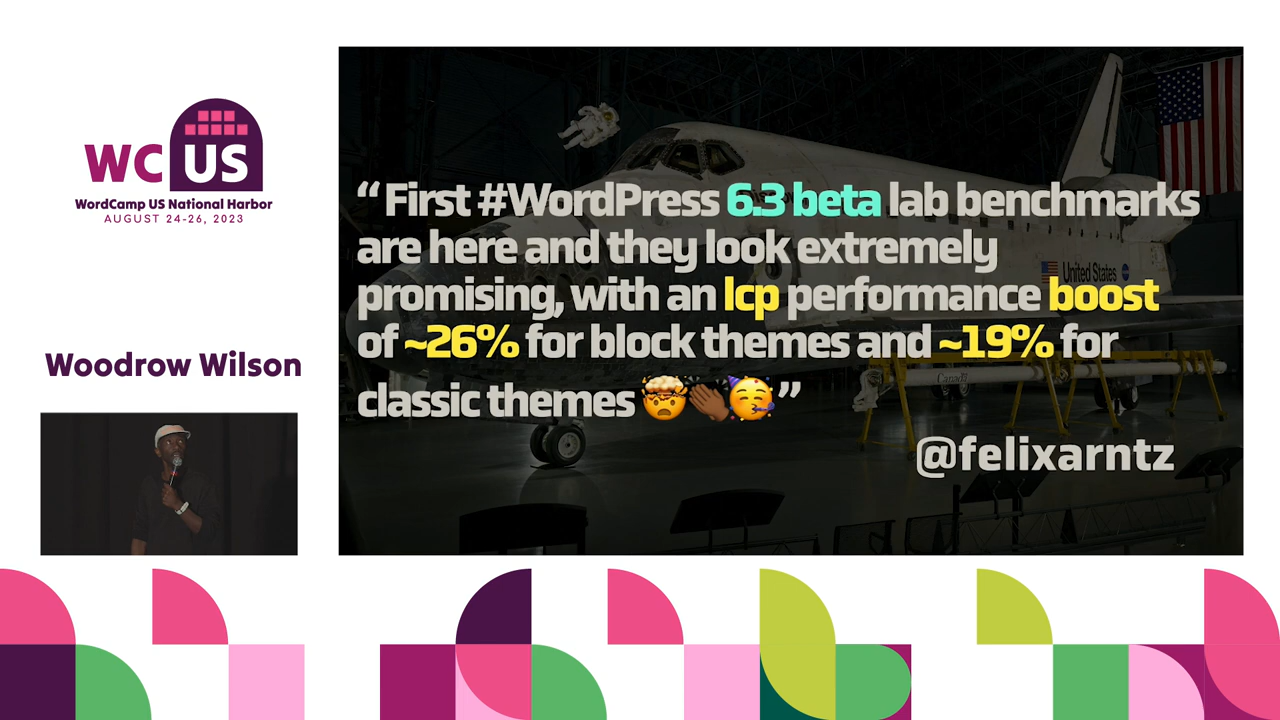 WC US
WordCamp US National Harbor
AUGUST 24-26, 2023
Woodrow Wilson
“First #WordPress 6.3 beta lab benchmarks
are here and they look extremely
promising, with an lcp performance boost
of ~26% for block themes and ~19% for
classic themes 🤯👏🏾🥳”
@felixarntz
United States
Canada